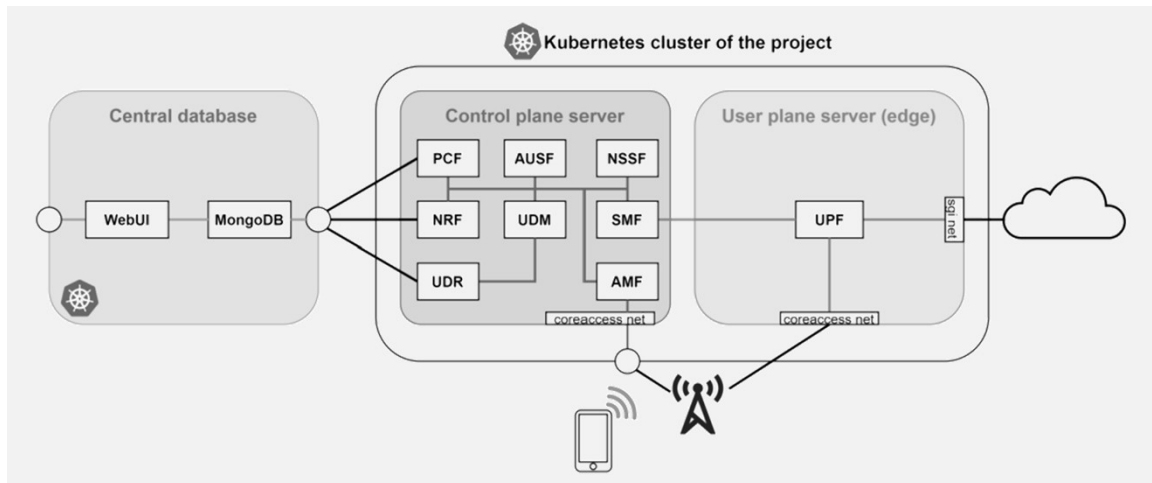 Kubernetes cluster of the project
Central database
Control plane server
User plane server (edge)
PCF
AUSF
NSSF
WebUI
MongoDB
NRF
UDM
SMF
UPF
sgi net
UDR
AMF
coreaccess net
coreaccess net